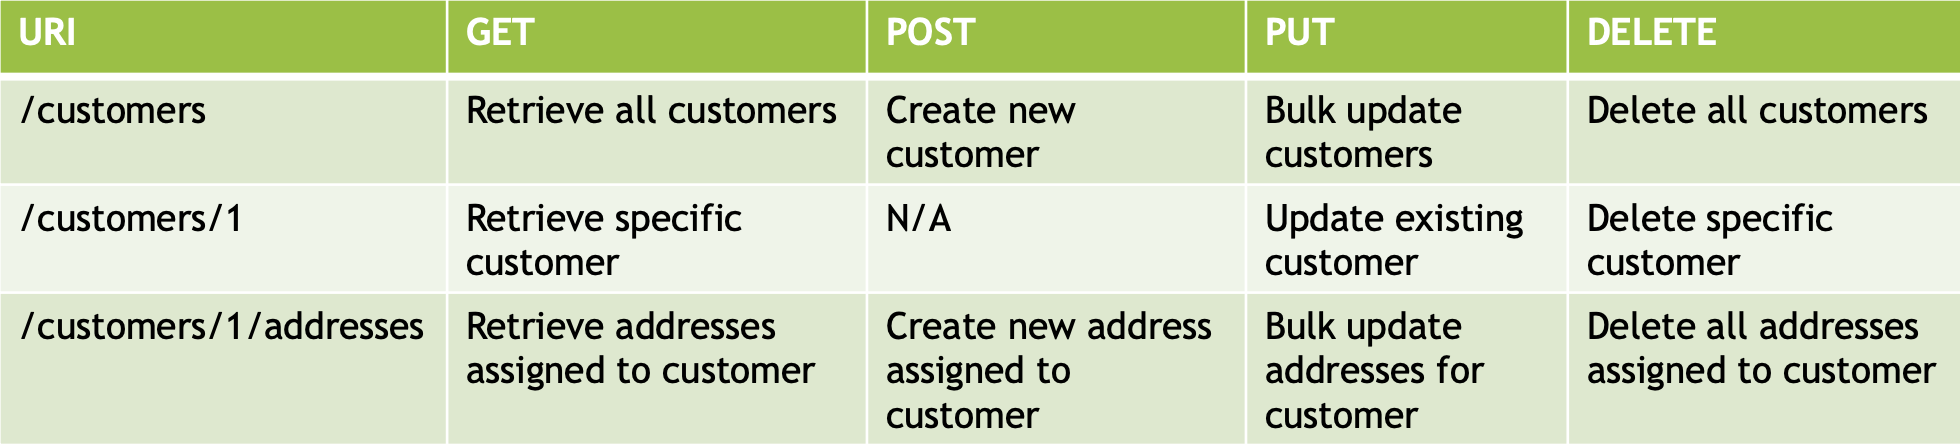 URI GET POST PUT DELETE
/customers Retrieve all customers Create new Bulk update Delete all customers
customer customers
/customers/1 Retrieve specific N/A Update existing Delete specific
customer customer customer
/customers/1/addresses Retrieve addresses Create new address Bulk update Delete all addresses
assigned to customer assigned to addresses for assigned to customer
customer customer